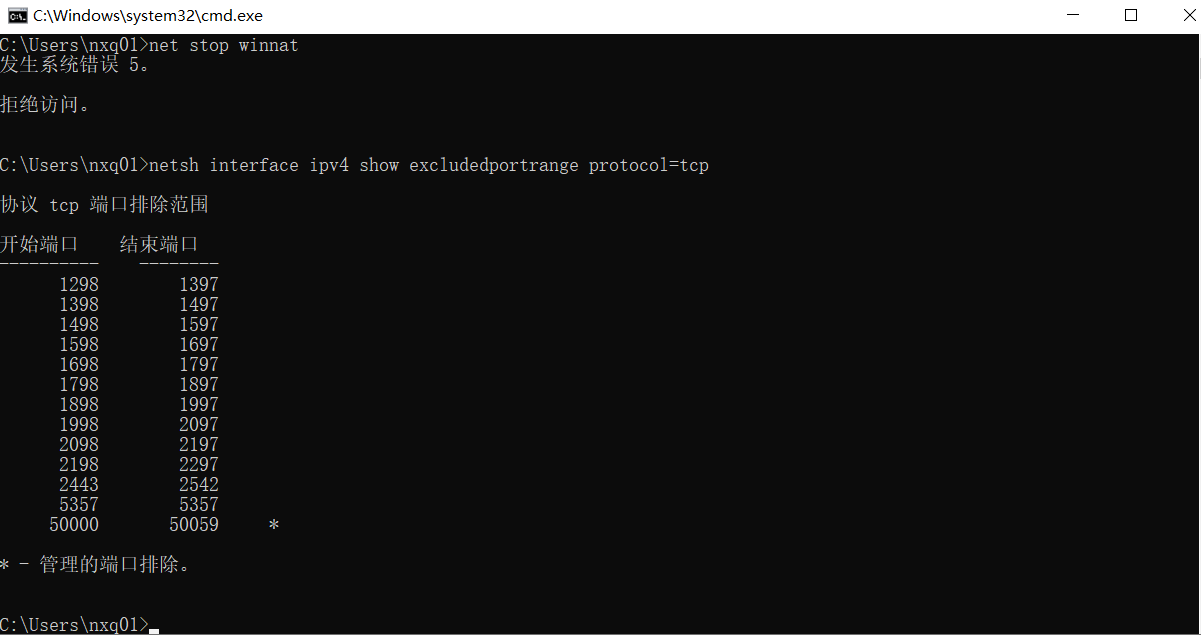 C:\Windows\system32\cmd.exe
C:\Users\nxq01>net stop winnat
发生系统错误 5。
拒绝访问。
C:\Users\nxq01>netsh interface ipv4 show excludedportrange protocol=tcp
协议 tcp 端口排除范围
开始端口    结束端口
----------    --------
1298        1397
1398        1497
1498        1597
1598        1697
1698        1797
1798        1897
1898        1997
1998        2097
2098        2197
2198        2297
2443        2542
5357        5357
50000       50059     *
* - 管理的端口排除。
C:\Users\nxq01>